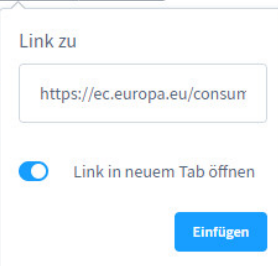 Link zu
https://ec.europa.eu/consum
Link in neuem Tab öffnen
Einfügen